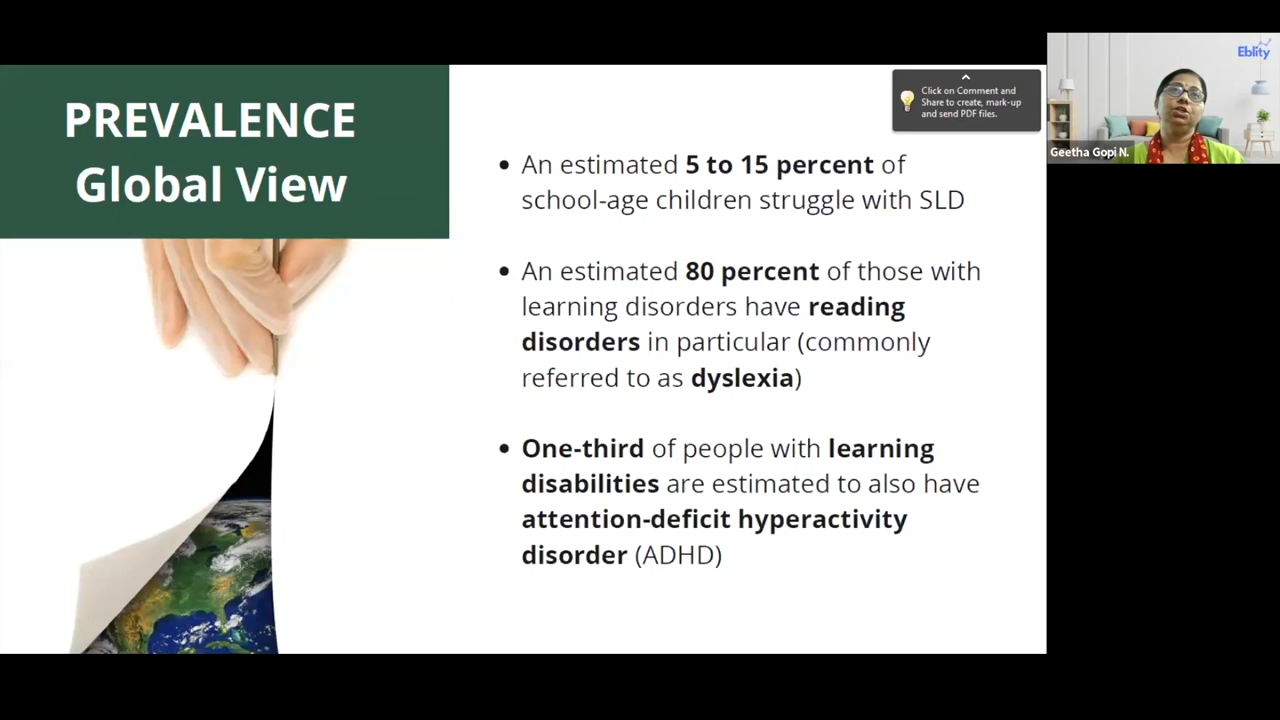 PREVALENCE
Global View
Click on Comment and
Share to create, mark-up
and send PDF files.
Eblity
Geetha Gopi N.
• An estimated 5 to 15 percent of
school-age children struggle with SLD
• An estimated 80 percent of those with
learning disorders have reading
disorders in particular (commonly
referred to as dyslexia)
• One-third of people with learning
disabilities are estimated to also have
attention-deficit hyperactivity
disorder (ADHD)